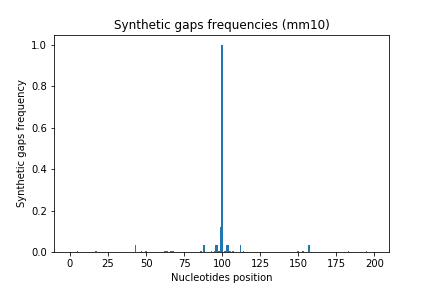 Synthetic gaps frequencies (mm10)
1.0
0.8
0.6
0.4
0.2
0.0
Synthetic gaps frequency
0 25 50 75 100 125 150 175 200
Nucleotides position